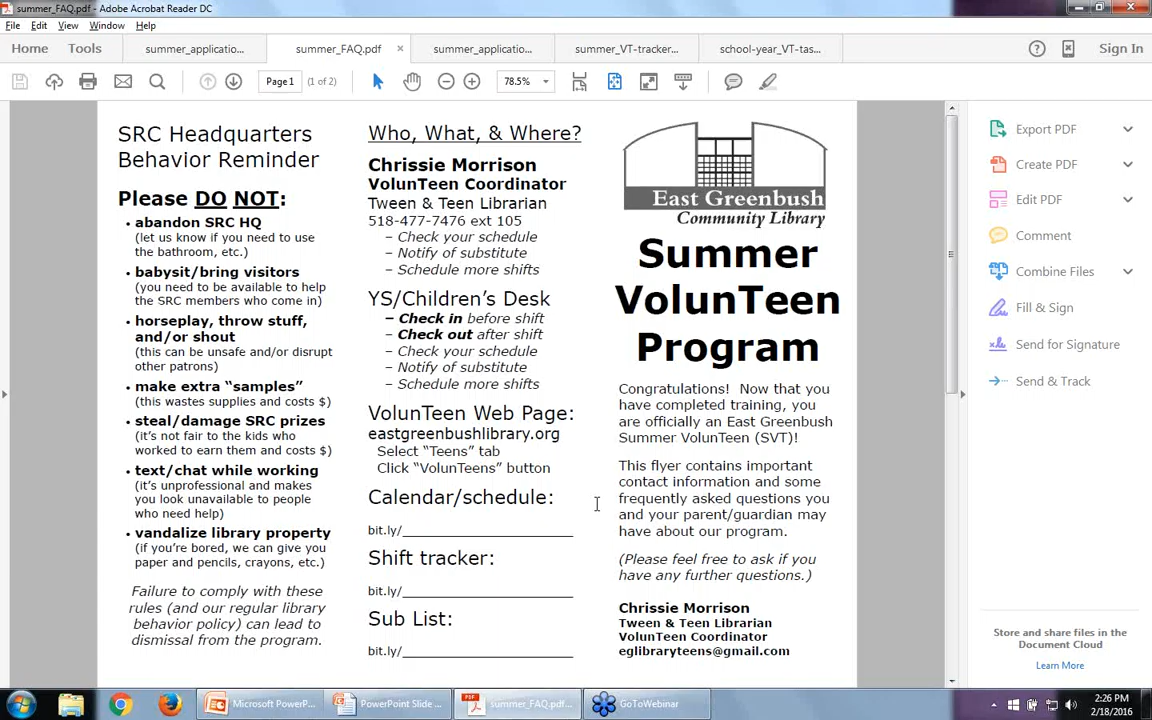 summer_FAQ.pdf - Adobe Acrobat Reader DC
File Edit View Window Help
Home Tools summer_applicatio... summer_FAQ.pdf × summer_applicatio... summer_VT-tracker... school-year_VT-tas... Sign In
Page 1 (1 of 2) 78.5%
SRC Headquarters
Behavior Reminder
Please DO NOT:
• abandon SRC HQ
(let us know if you need to use
the bathroom, etc.)
• babysit/bring visitors
(you need to be available to help
the SRC members who come in)
• horseplay, throw stuff,
and/or shout
(this can be unsafe and/or disrupt
other patrons)
• make extra “samples”
(this wastes supplies and costs $)
• steal/damage SRC prizes
(it’s not fair to the kids who
worked to earn them and costs $)
• text/chat while working
(it’s unprofessional and makes
you look unavailable to people
who need help)
• vandalize library property
(if you’re bored, we can give you
paper and pencils, crayons, etc.)
Failure to comply with these
rules (and our regular library
behavior policy) can lead to
dismissal from the program.
Who, What, & Where?
Chrissie Morrison
VolunTeen Coordinator
Tween & Teen Librarian
518-477-7476 ext 105
– Check your schedule
– Notify of substitute
– Schedule more shifts
YS/Children’s Desk
– Check in before shift
– Check out after shift
– Check your schedule
– Notify of substitute
– Schedule more shifts
VolunTeen Web Page:
eastgreenbushlibrary.org
Select “Teens” tab
Click “VolunTeens” button
Calendar/schedule:
bit.ly/____________________
Shift tracker:
bit.ly/____________________
Sub List:
bit.ly/____________________
East Greenbush
Community Library
Summer
VolunTeen
Program
Congratulations! Now that you
have completed training, you
are officially an East Greenbush
Summer VolunTeen (SVT)!
This flyer contains important
contact information and some
frequently asked questions you
and your parent/guardian may
have about our program.
(Please feel free to ask if you
have any further questions.)
Chrissie Morrison
Tween & Teen Librarian
VolunTeen Coordinator
eglibraryteens@gmail.com
Export PDF
Create PDF
Edit PDF
Comment
Combine Files
Fill & Sign
Send for Signature
Send & Track
Store and share files in the
Document Cloud
Learn More
Microsoft PowerP... PowerPoint Slide ... summer_FAQ.pdf... GoToWebinar
2:26 PM
2/18/2016